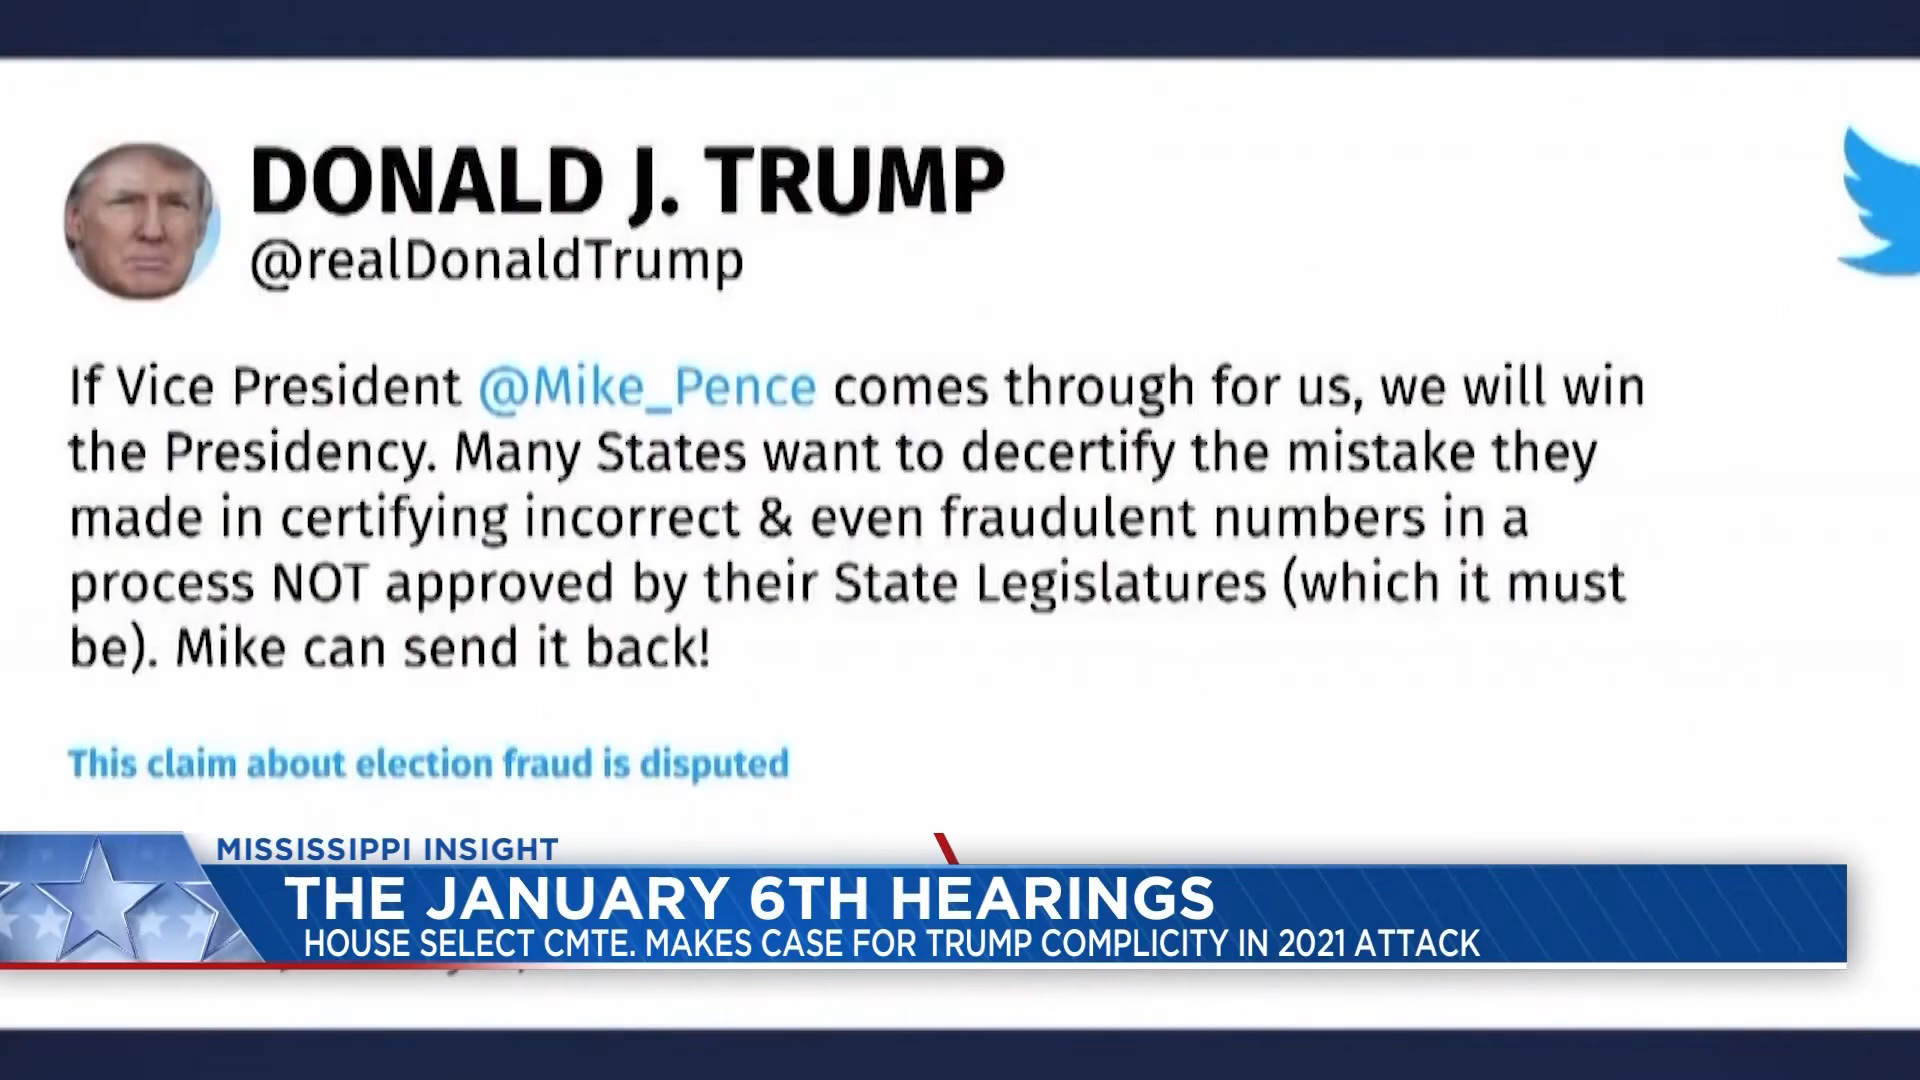 DONALD J. TRUMP
@realDonaldTrump
If Vice President @Mike_Pence comes through for us, we will win
the Presidency. Many States want to decertify the mistake they
made in certifying incorrect & even fraudulent numbers in a
process NOT approved by their State Legislatures (which it must
be). Mike can send it back!
This claim about election fraud is disputed
MISSISSIPPI INSIGHT
THE JANUARY 6TH HEARINGS
HOUSE SELECT CMTE. MAKES CASE FOR TRUMP COMPLICITY IN 2021 ATTACK